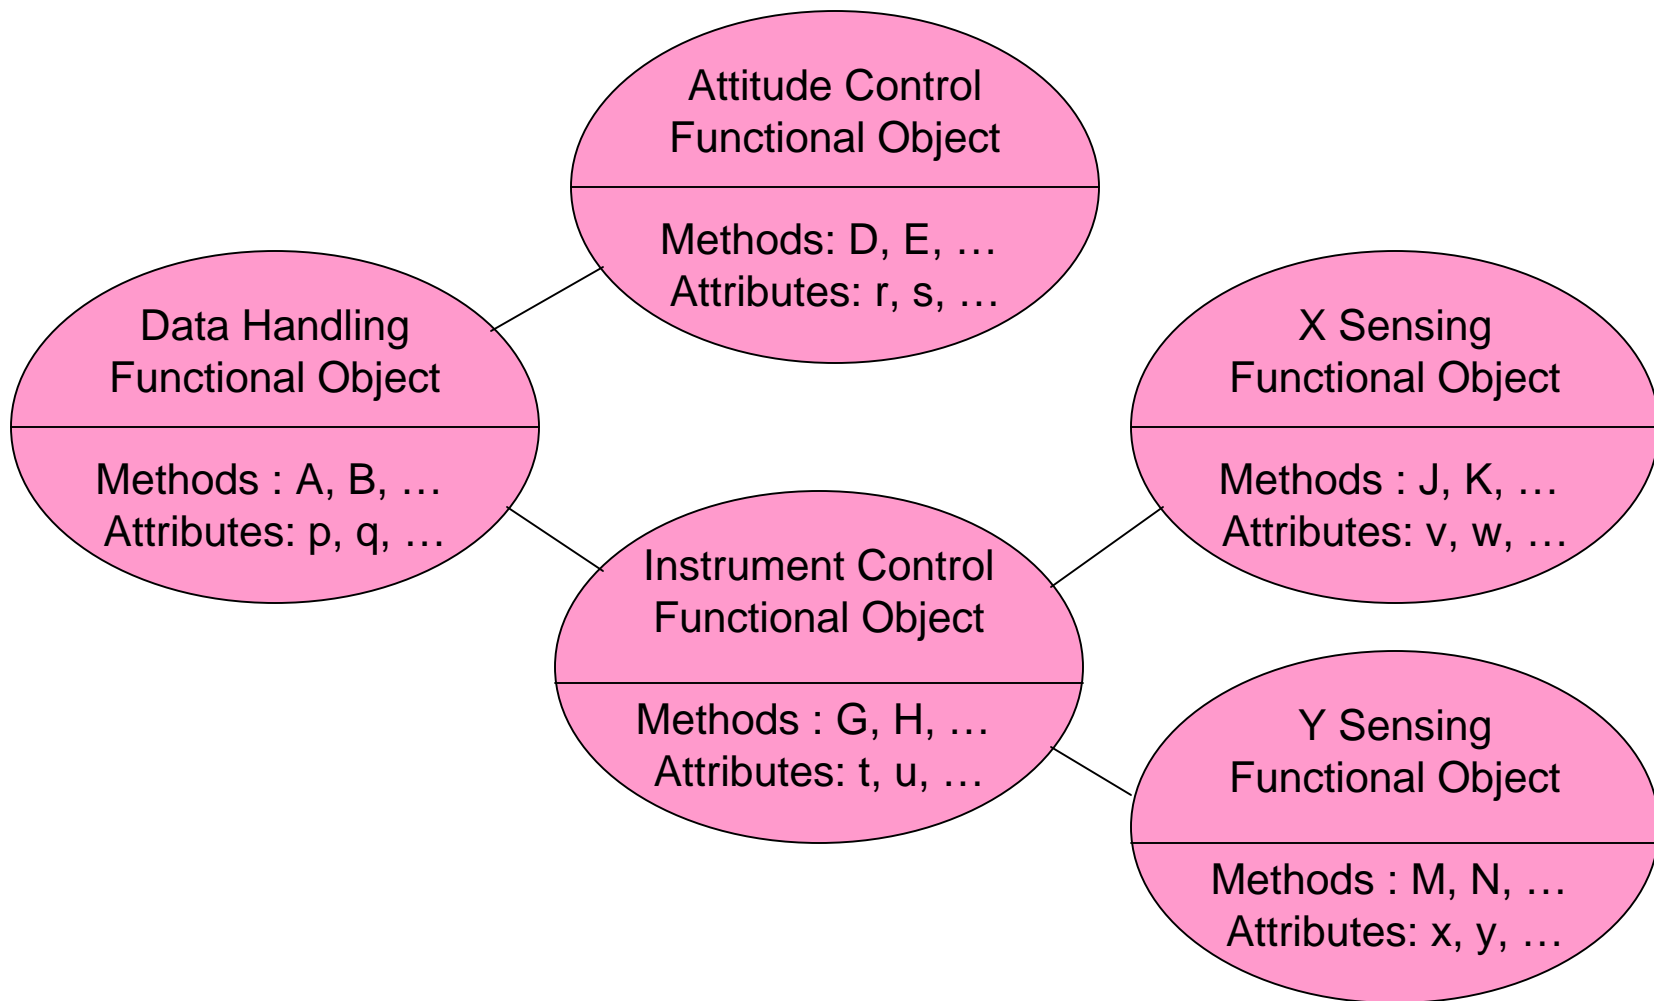 Attitude Control
Functional Object
Methods: D, E, …
Attributes: r, s, …
Data Handling
Functional Object
Methods : A, B, …
Attributes: p, q, …
X Sensing
Functional Object
Methods : J, K, …
Attributes: v, w, …
Instrument Control
Functional Object
Methods : G, H, …
Attributes: t, u, …
Y Sensing
Functional Object
Methods : M, N, …
Attributes: x, y, …